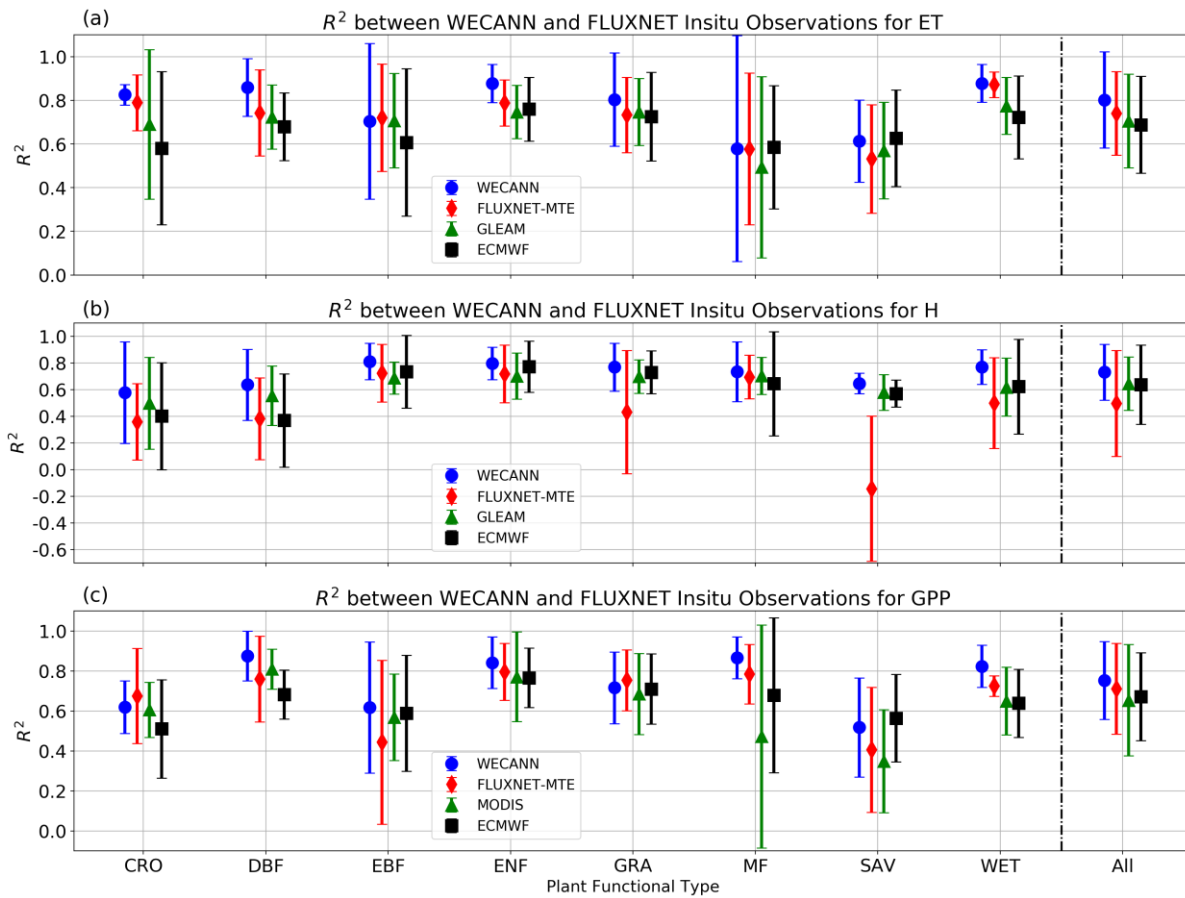 (a)
R² between WECANN and FLUXNET Insitu Observations for ET
1.0
0.8
0.6
0.4
0.2
0.0
R²
WECANN
FLUXNET-MTE
GLEAM
ECMWF
(b)
R² between WECANN and FLUXNET Insitu Observations for H
1.0
0.8
0.6
0.4
0.2
0.0
-0.2
-0.4
-0.6
R²
WECANN
FLUXNET-MTE
GLEAM
ECMWF
(c)
R² between WECANN and FLUXNET Insitu Observations for GPP
1.0
0.8
0.6
0.4
0.2
0.0
R²
WECANN
FLUXNET-MTE
MODIS
ECMWF
CRO DBF EBF ENF GRA MF SAV WET All
Plant Functional Type